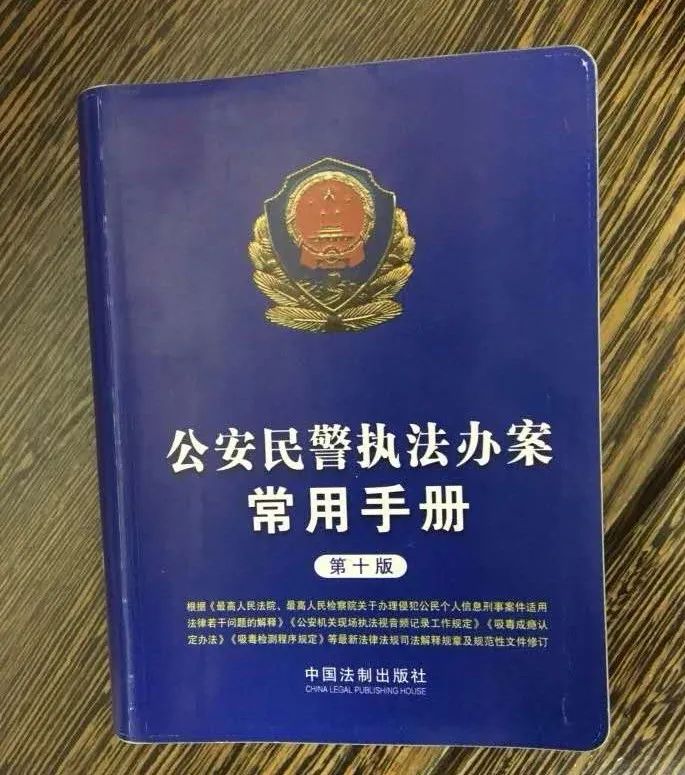 公安民警执法办案
常用手册
第十版
根据《最高人民法院、最高人民检察院关于办理侵犯公民个人信息刑事案件适用
法律若干问题的解释》《公安机关现场执法视音频记录工作规定》《吸毒成瘾认
定办法》《吸毒检测程序规定》等最新法律法规司法解释规章及规范性文件修订
中国法制出版社
CHINA LEGAL PUBLISHING HOUSE